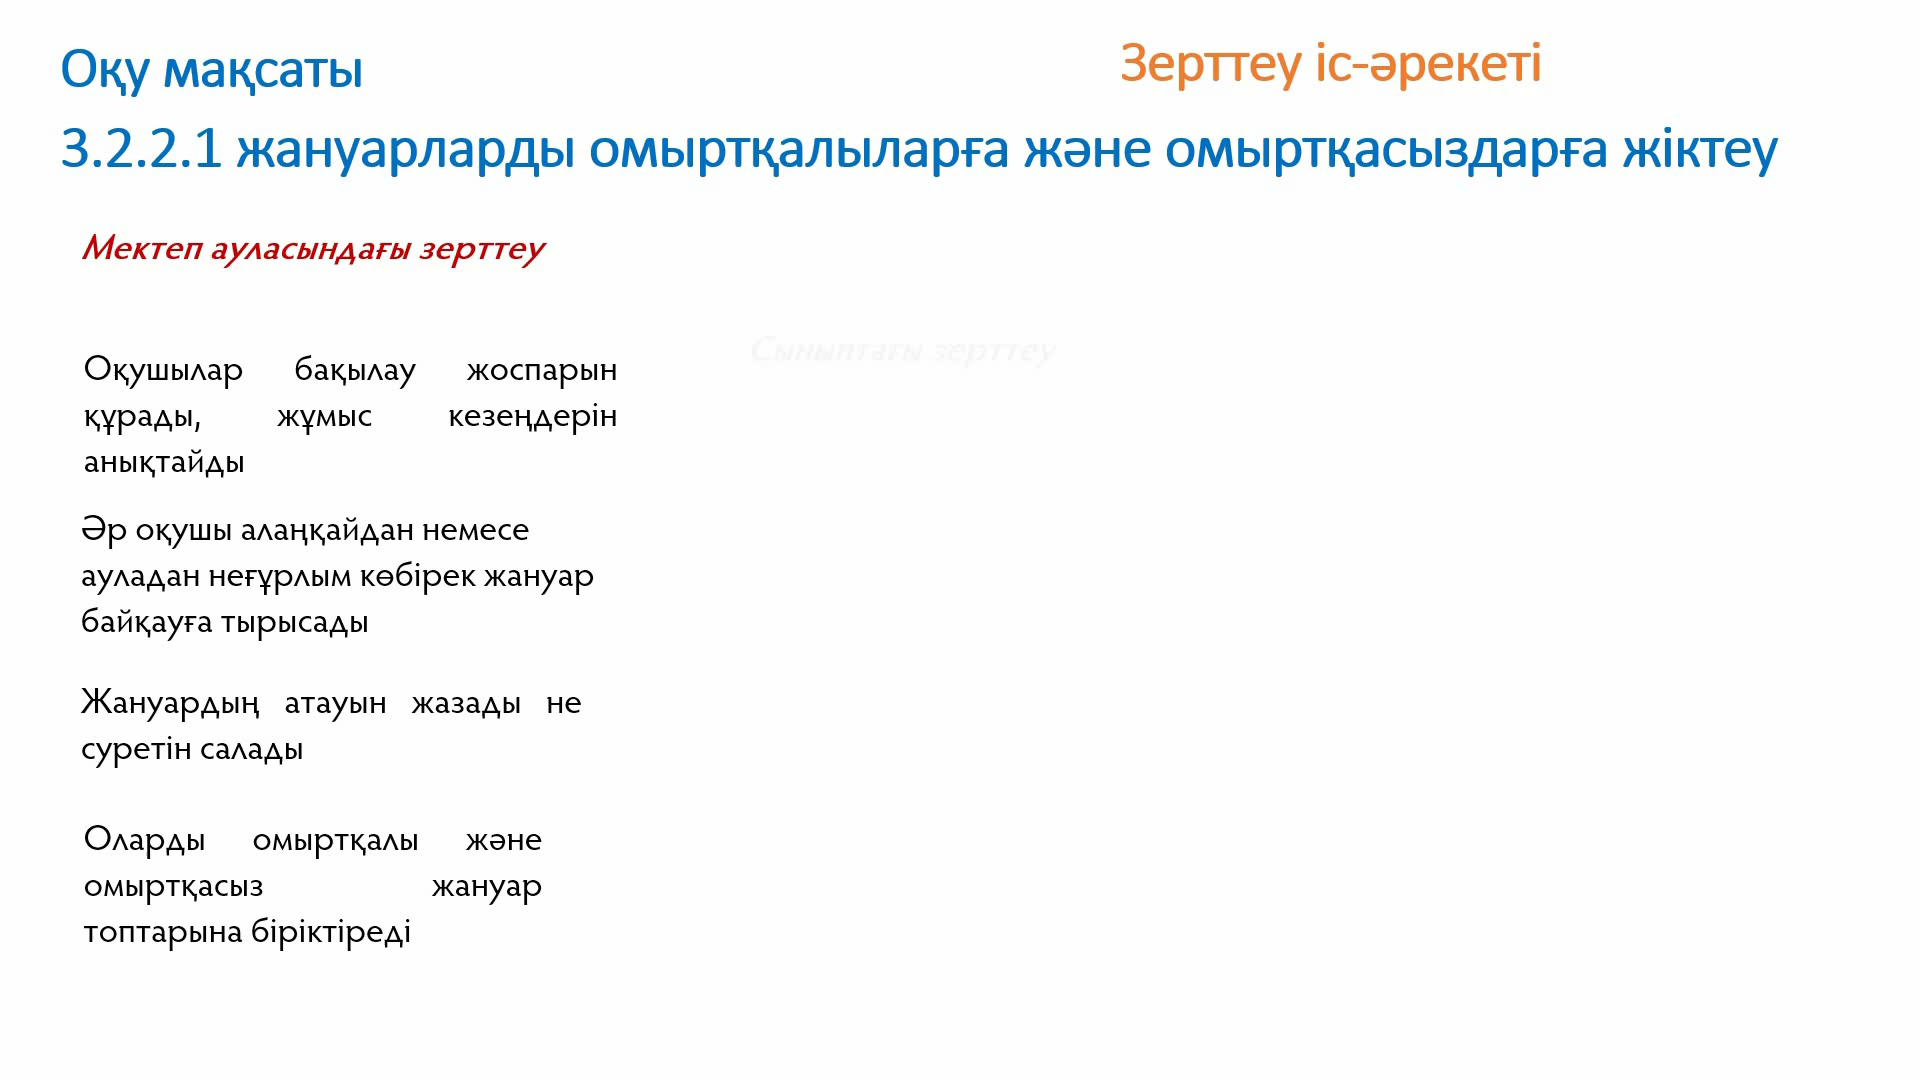 Оқу мақсаты
Зерттеу іс-әрекеті
3.2.2.1 жануарларды омыртқалыларға және омыртқасыздарға жіктеу
Мектеп ауласындағы зерттеу
Сыныптағы зерттеу
Оқушылар бақылау жоспарын
құрады, жұмыс кезеңдерін
анықтайды
Әр оқушы алаңқайдан немесе
ауладан неғұрлым көбірек жануар
байқауға тырысады
Жануардың атауын жазады не
суретін салады
Оларды омыртқалы және
омыртқасыз жануар
топтарына біріктіреді